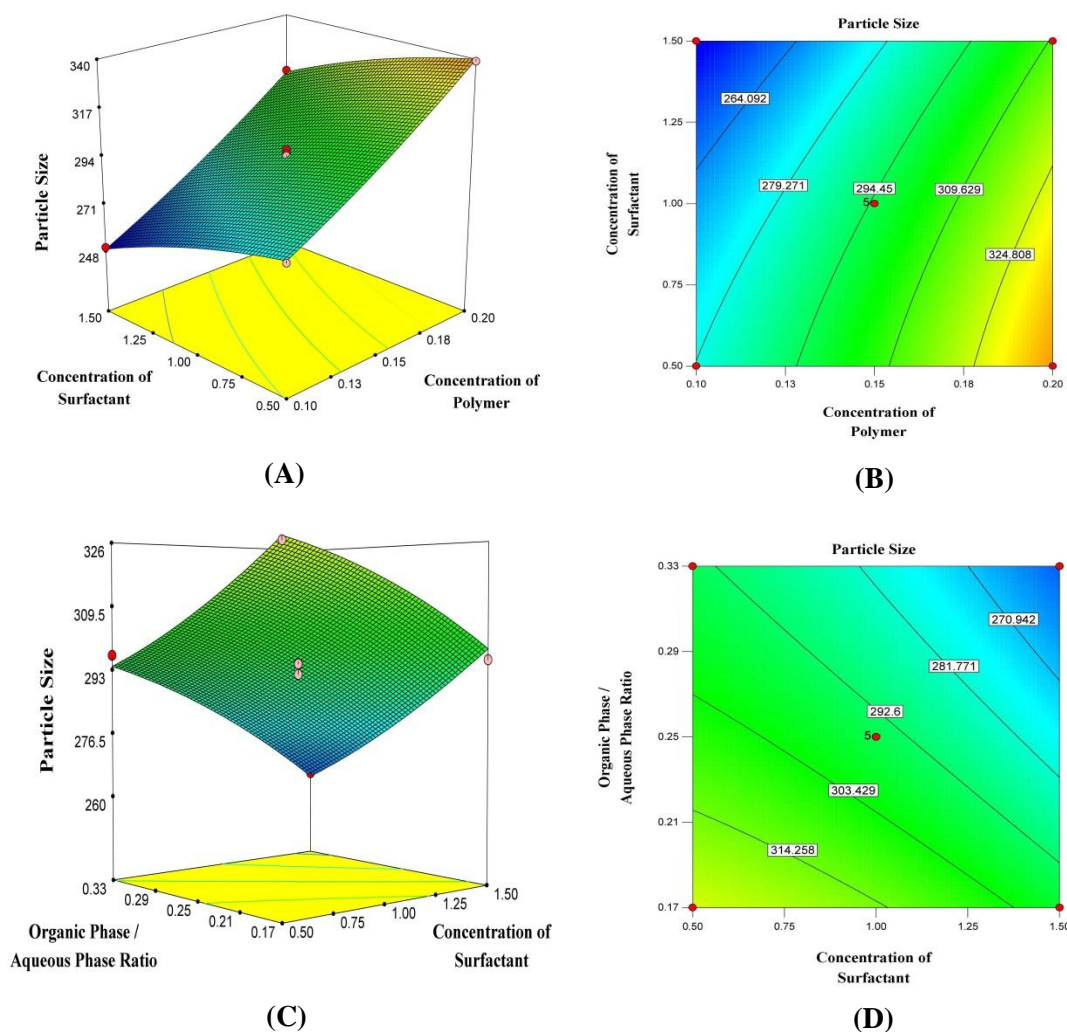 340
317
294
271
248
Particle Size
1.50
1.25
1.00
0.75
0.50
Concentration of
Surfactant
0.10
0.13
0.15
0.18
0.20
Concentration of
Polymer
(A)
Particle Size
1.50
1.25
1.00
0.75
0.50
Concentration of
Surfactant
264.092
279.271
294.45
309.629
324.808
5
0.10
0.13
0.15
0.18
0.20
Concentration of
Polymer
(B)
326
309.5
293
276.5
260
Particle Size
0.33
0.29
0.25
0.21
0.17
Organic Phase /
Aqueous Phase Ratio
0.50
0.75
1.00
1.25
1.50
Concentration of
Surfactant
(C)
Particle Size
0.33
0.29
0.25
0.21
0.17
Organic Phase /
Aqueous Phase Ratio
270.942
281.771
292.6
5
303.429
314.258
0.50
0.75
1.00
1.25
1.50
Concentration of
Surfactant
(D)